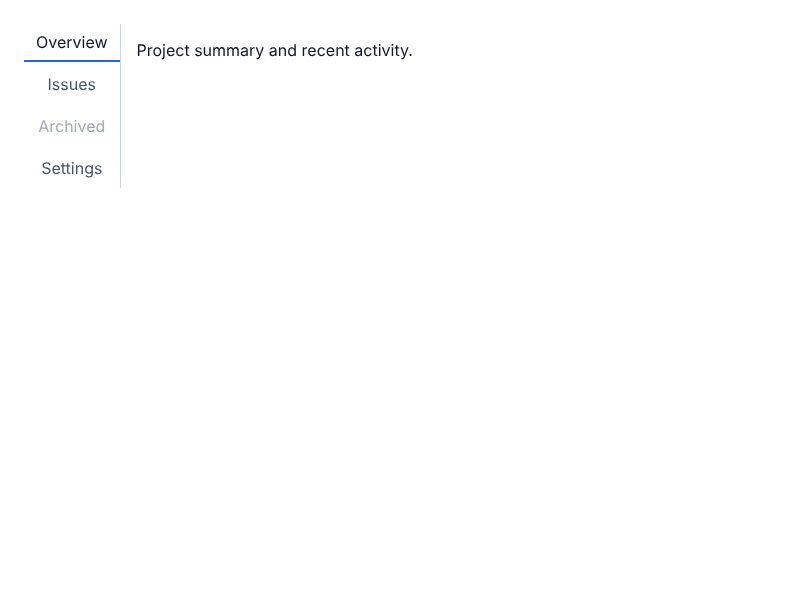 Overview
Project summary and recent activity.
Issues
Archived
Settings